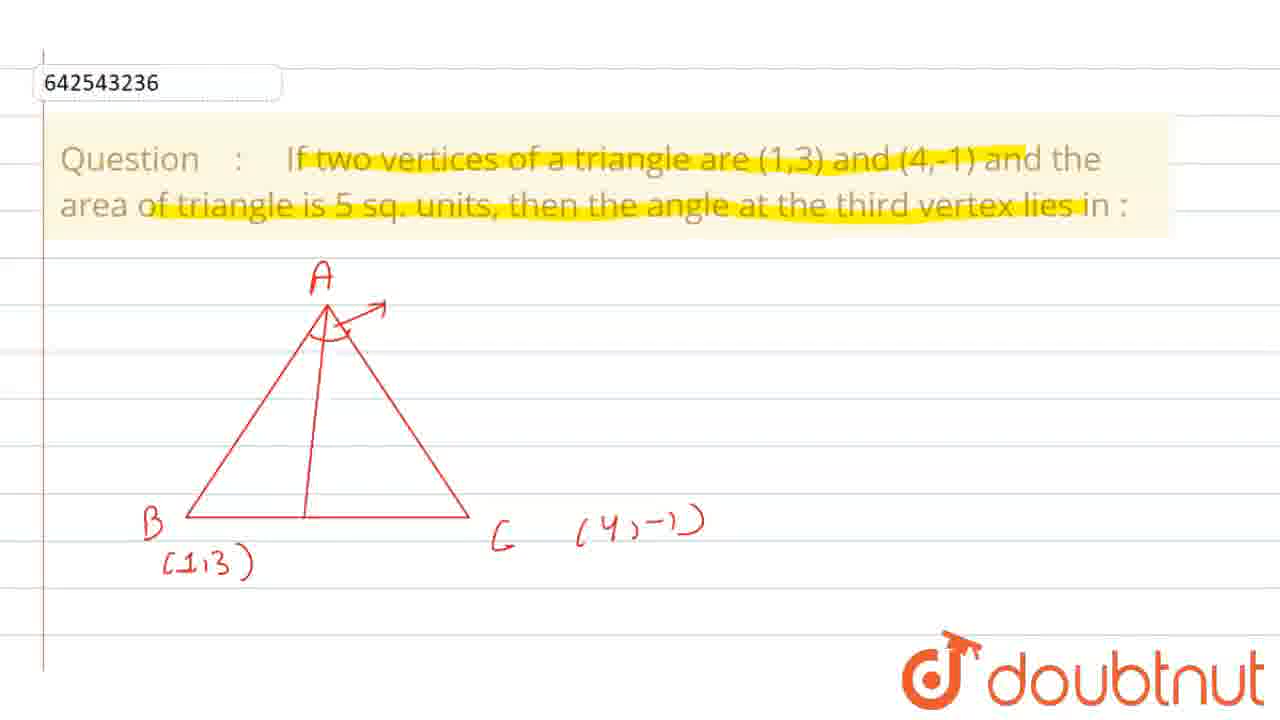 642543236
Question : If two vertices of a triangle are (1,3) and (4,-1) and the
area of triangle is 5 sq. units, then the angle at the third vertex lies in :
A
B
C (4,-1)
(1,3)
doubtnut